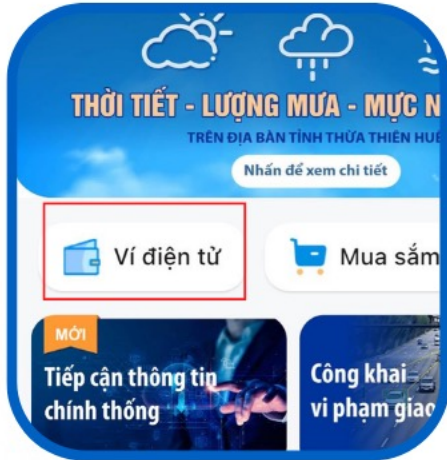 THỜI TIẾT - LƯỢNG MƯA - MỰC N
TRÊN ĐỊA BÀN TỈNH THỪA THIÊN HUẾ
Nhấn để xem chi tiết
Ví điện tử
Mua sắm
MỚI
Tiếp cận thông tin
chính thống
Công khai
vi phạm giao